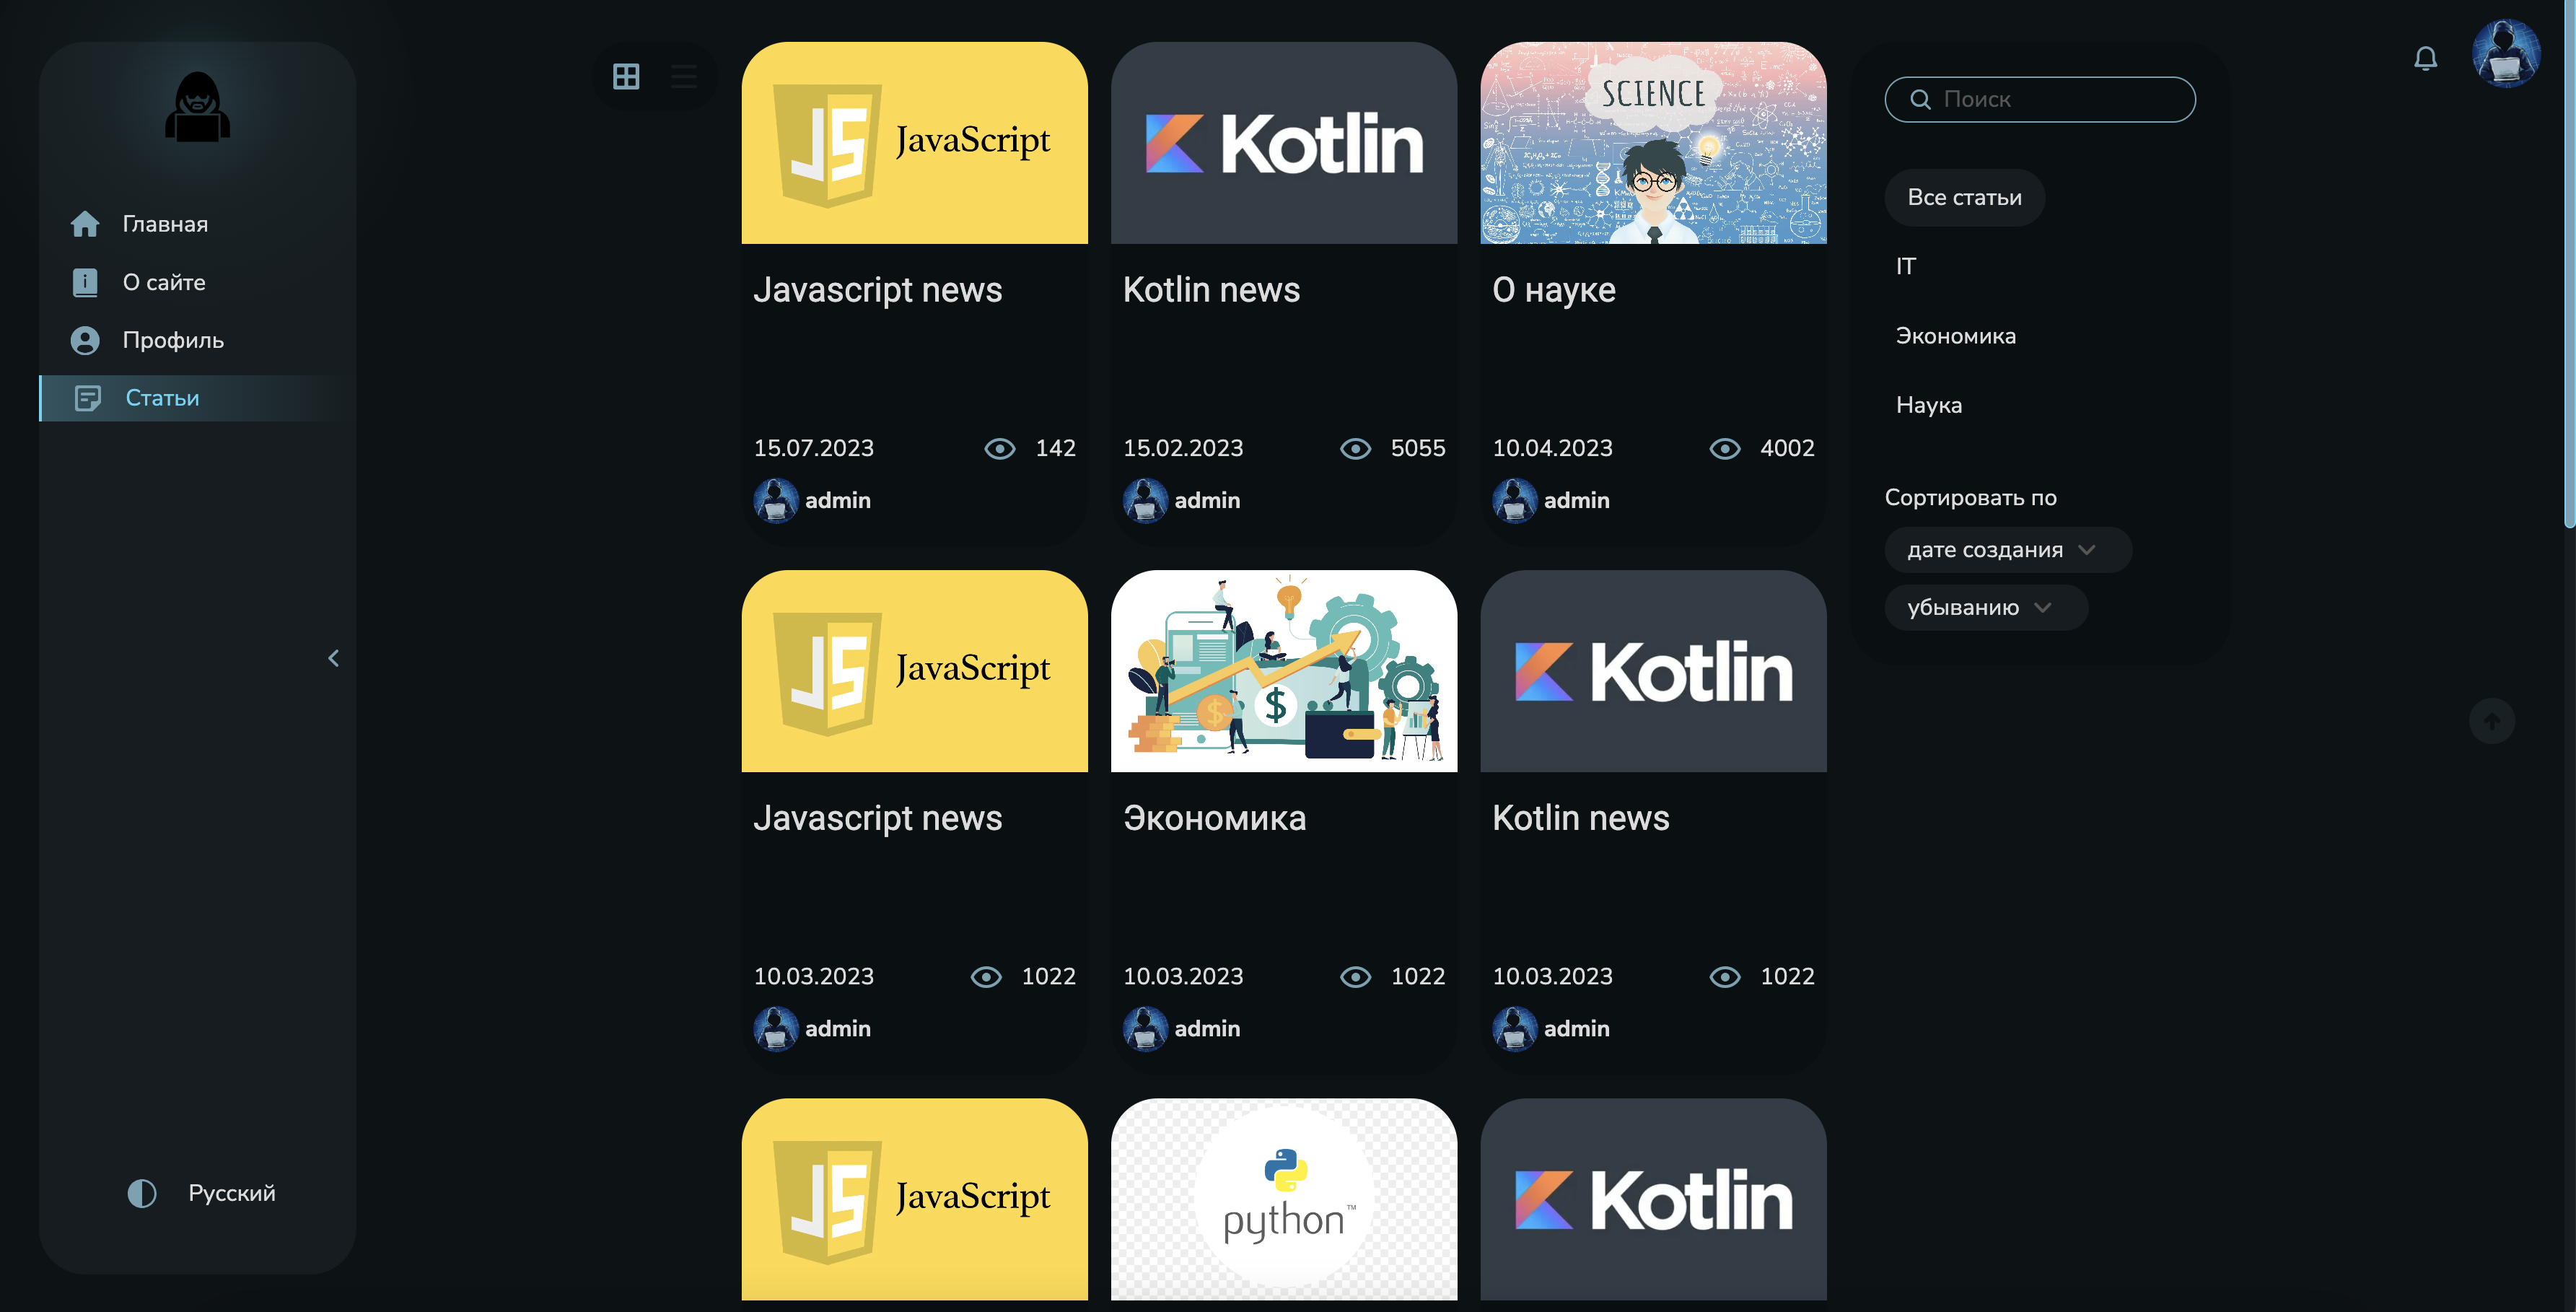 Главная
О сайте
Профиль
Статьи
Русский
JS JavaScript
Javascript news
15.07.2023 142
admin
Kotlin
Kotlin news
15.02.2023 5055
admin
SCIENCE
О науке
10.04.2023 4002
admin
JS JavaScript
Javascript news
10.03.2023 1022
admin
$ $
Экономика
10.03.2023 1022
admin
Kotlin
Kotlin news
10.03.2023 1022
admin
JS JavaScript
python™
Kotlin
Поиск
Все статьи
IT
Экономика
Наука
Сортировать по
дате создания
убыванию